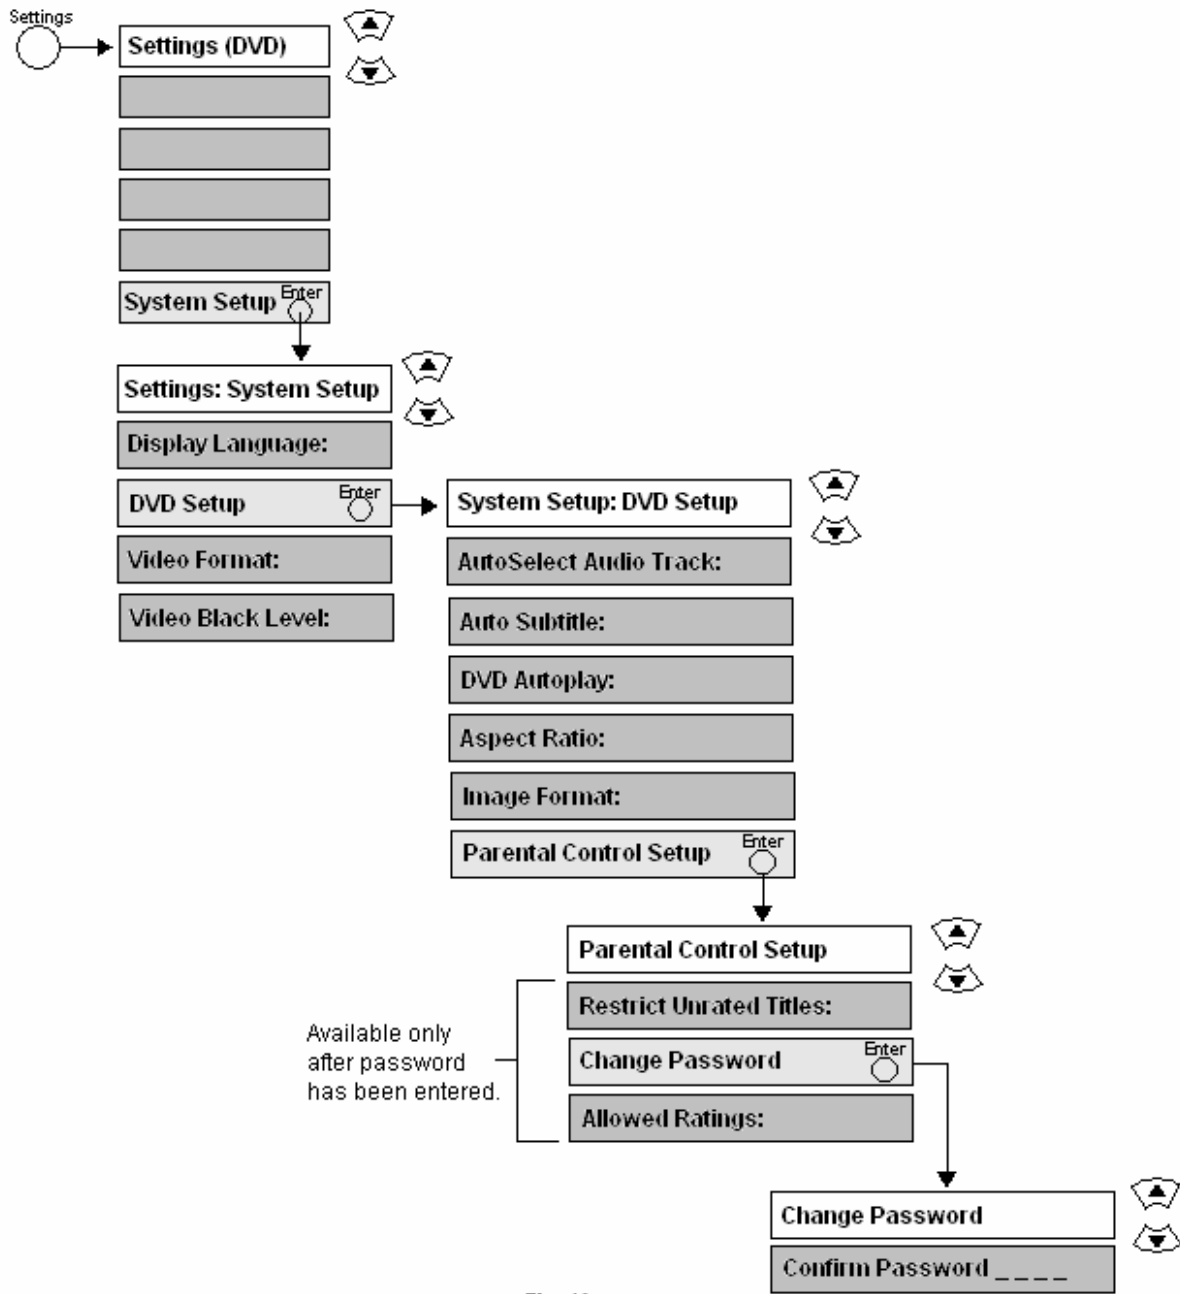 Settings
Settings (DVD)
System Setup
Enter
Settings: System Setup
Display Language:
DVD Setup
Enter
Video Format:
Video Black Level:
System Setup: DVD Setup
AutoSelect Audio Track:
Auto Subtitle:
DVD Autoplay:
Aspect Ratio:
Image Format:
Parental Control Setup
Enter
Parental Control Setup
Restrict Unrated Titles:
Change Password
Enter
Allowed Ratings:
Available only
after password
has been entered.
Change Password
Confirm Password _ _ _ _